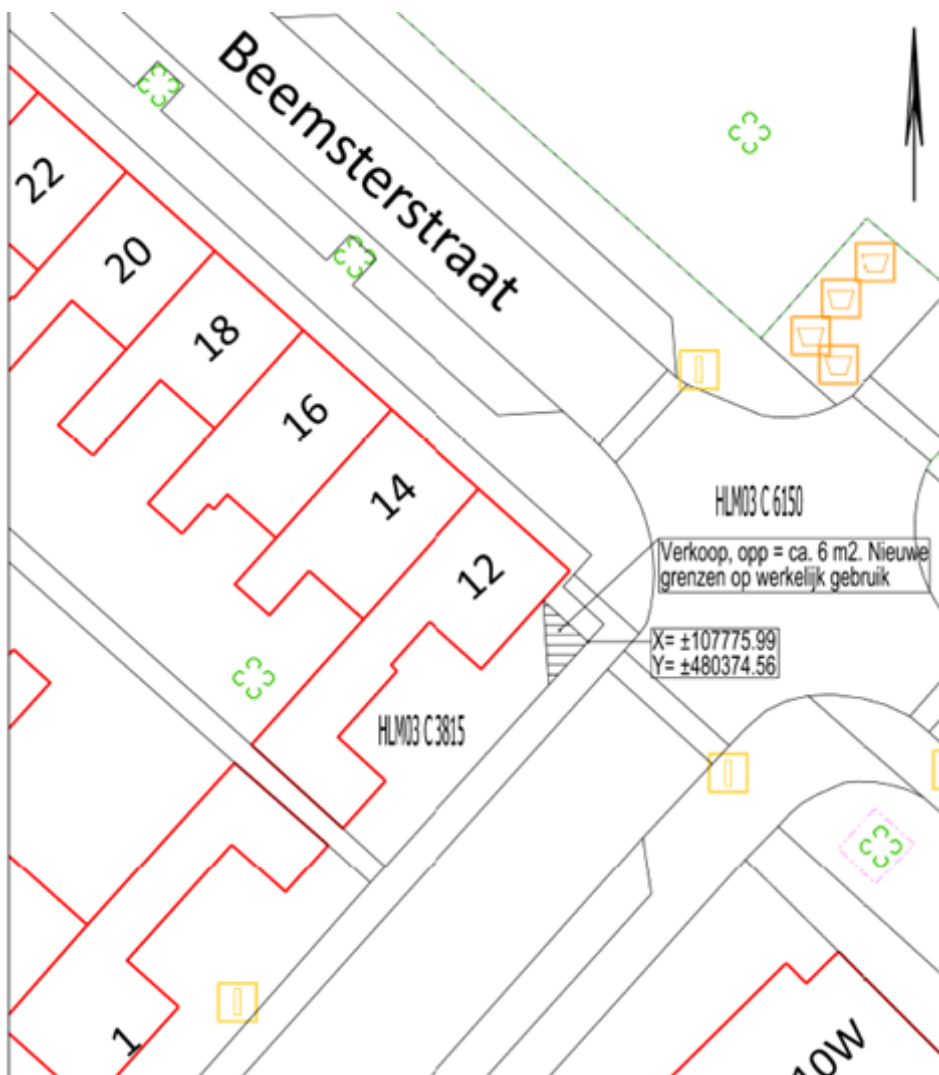 Beemsterstraat
22
20
18
16
14
12
HLM03 C 6150
Verkoop, opp = ca. 6 m2. Nieuwe
grenzen op werkelijk gebruik
X= ±107775.99
Y= ±480374.56
HLM03 C 3815
1
10W